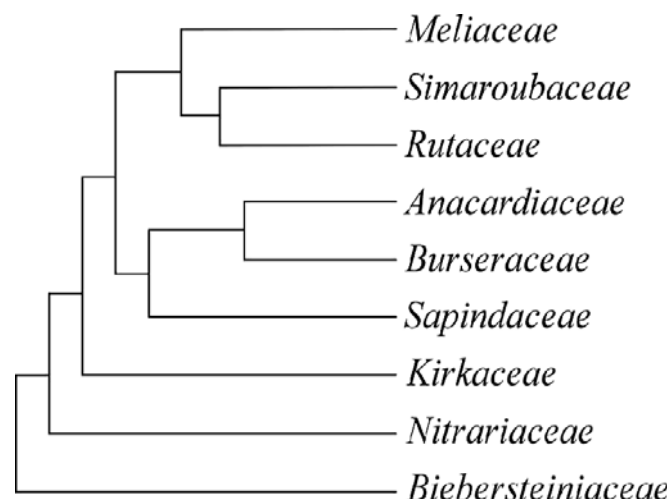 Meliaceae
Simaroubaceae
Rutaceae
Anacardiaceae
Burseraceae
Sapindaceae
Kirkaceae
Nitrariaceae
Biebersteiniaceae